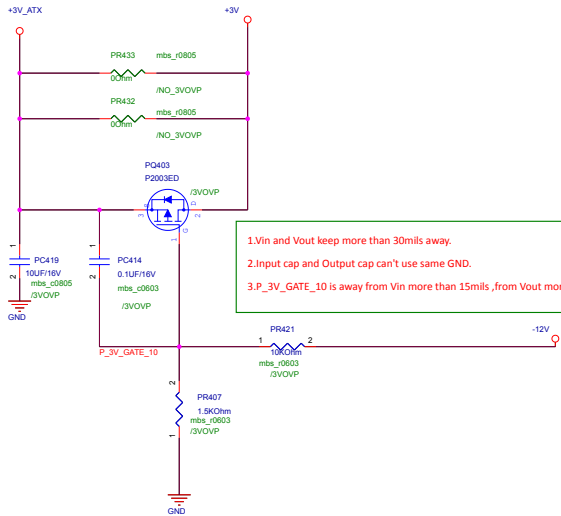 +3V_ATX
+3V
PR433
mbs_r0805
0Ohm
/NO_3VOVP
PR432
mbs_r0805
0Ohm
/NO_3VOVP
PQ403
P2003ED
/3VOVP
S
D
3
2
G
1
1
PC419
2
10UF/16V
mbs_c0805
/3VOVP
GND
1
PC414
2
0.1UF/16V
mbs_c0603
/3VOVP
1.Vin and Vout keep more than 30mils away.
2.Input cap and Output cap can't use same GND.
3.P_3V_GATE_10 is away from Vin more than 15mils ,from Vout
-12V
PR421
1
2
10KOhm
mbs_r0603
/3VOVP
P_3V_GATE_10
2
PR407
1.5KOhm
mbs_r0603
/3VOVP
1
GND